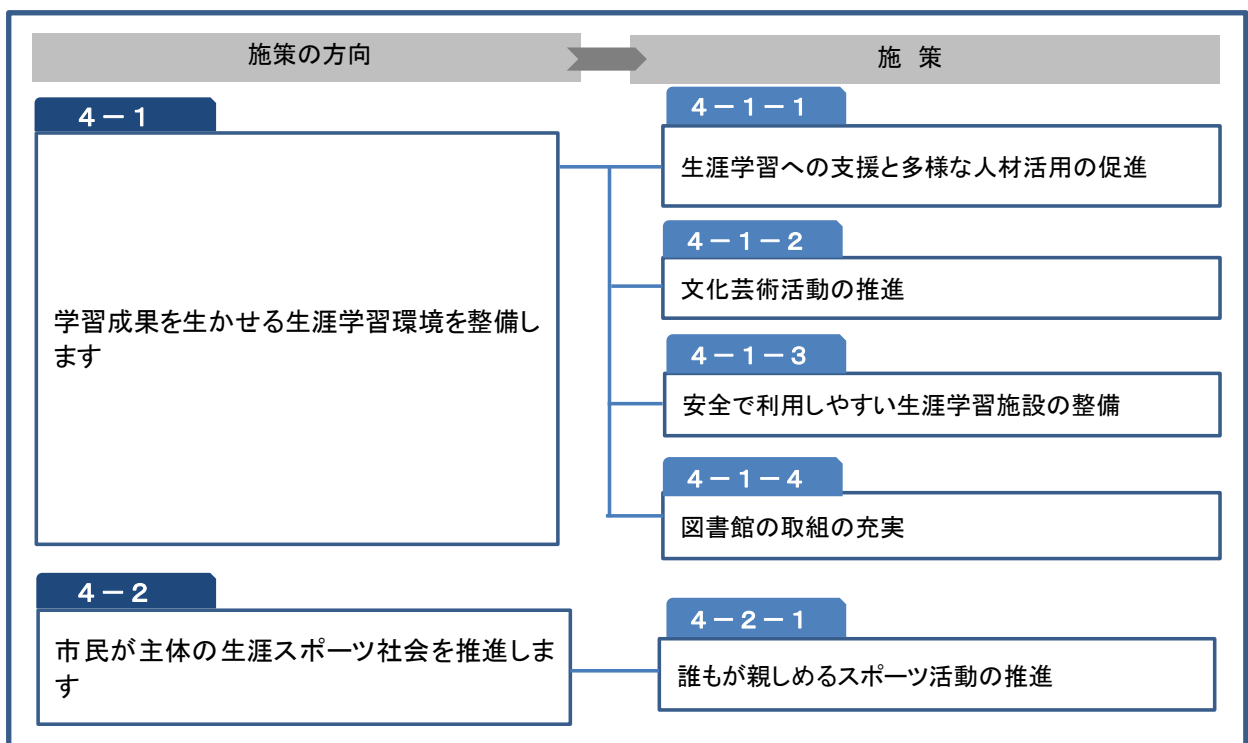 施策の方向
施 策
４－１
学習成果を生かせる生涯学習環境を整備し
ます
４－１－１
生涯学習への支援と多様な人材活用の促進
４－１－２
文化芸術活動の推進
４－１－３
安全で利用しやすい生涯学習施設の整備
４－１－４
図書館の取組の充実
４－２
市民が主体の生涯スポーツ社会を推進しま
す
４－２－１
誰もが親しめるスポーツ活動の推進